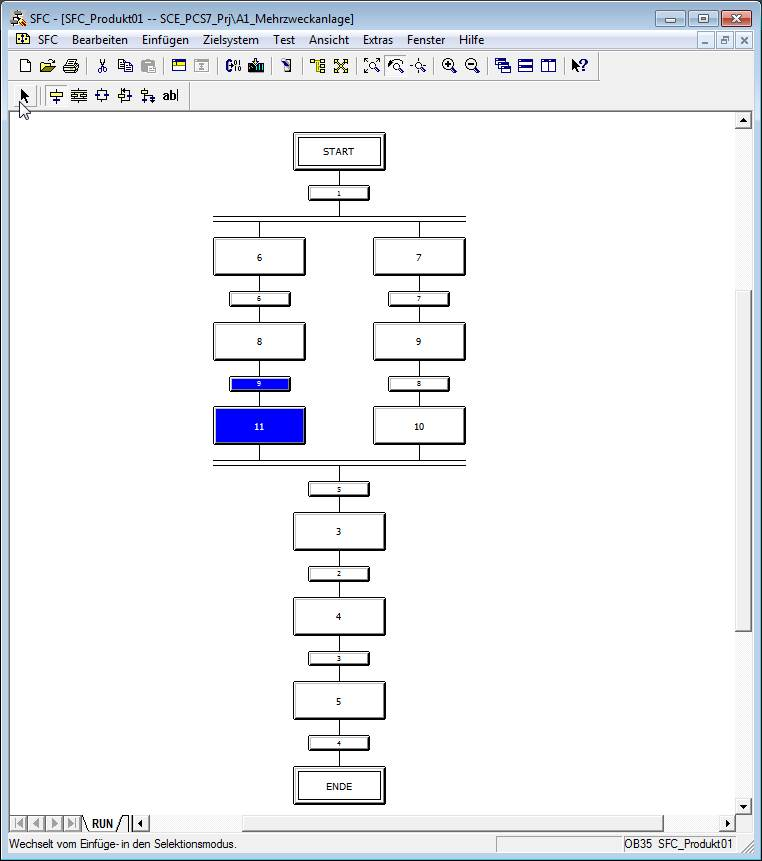 SFC - [SFC_Produkt01 -- SCE_PCS7_Prj\A1_Mehrzweckanlage]
SFC Bearbeiten Einfügen Zielsystem Test Ansicht Extras Fenster Hilfe
ab|
START
1
6 7
6 7
8 9
9 8
11 10
5
3
2
4
3
5
4
ENDE
RUN
Wechselt vom Einfüge- in den Selektionsmodus. OB35 SFC_Produkt01